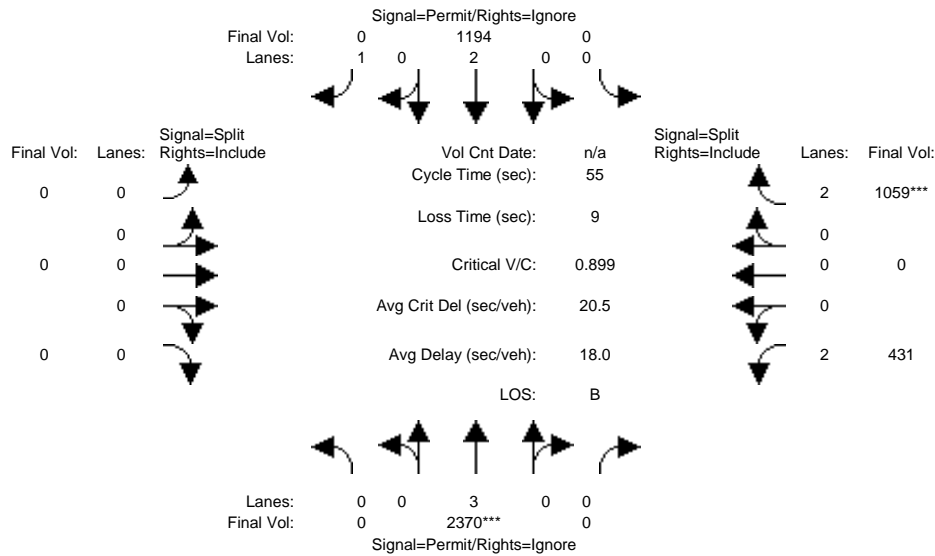 Signal=Permit/Rights=Ignore
Final Vol: 0 1194 0
Lanes: 1 0 2 0 0
Signal=Split
Final Vol: Lanes: Rights=Include
Vol Cnt Date: n/a
Signal=Split
Rights=Include Lanes: Final Vol:
Cycle Time (sec): 55
0 0
2 1059***
Loss Time (sec): 9
0
0
0 0
Critical V/C: 0.899
0 0
0
Avg Crit Del (sec/veh): 20.5
0
0 0
Avg Delay (sec/veh): 18.0
2 431
LOS: B
Lanes: 0 0 3 0 0
Final Vol: 0 2370*** 0
Signal=Permit/Rights=Ignore